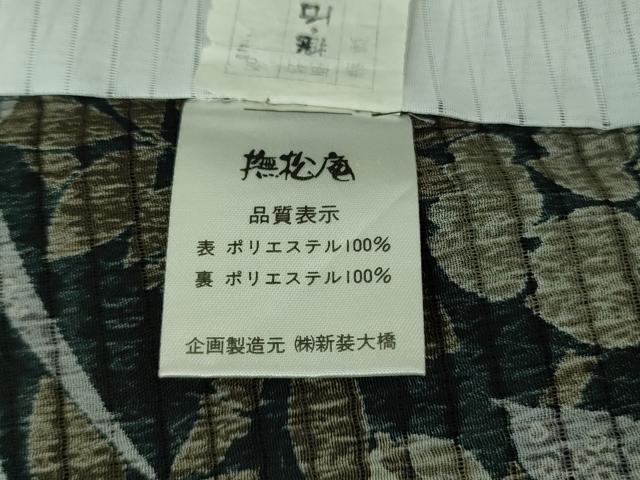 撫松庵
品質表示
表 ポリエステル100%
裏 ポリエステル100%
企画製造元 ㈱新装大橋